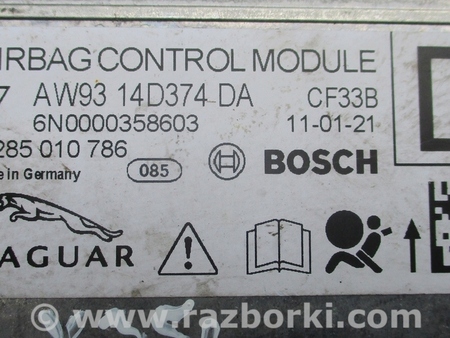 IRBAG CONTROL MODULE
7 AW93 14D374-DA CF33B
6N0000358603 11-01-21
285 010 786
e in Germany 085 BOSCH
AGUAR
www.razborki.com